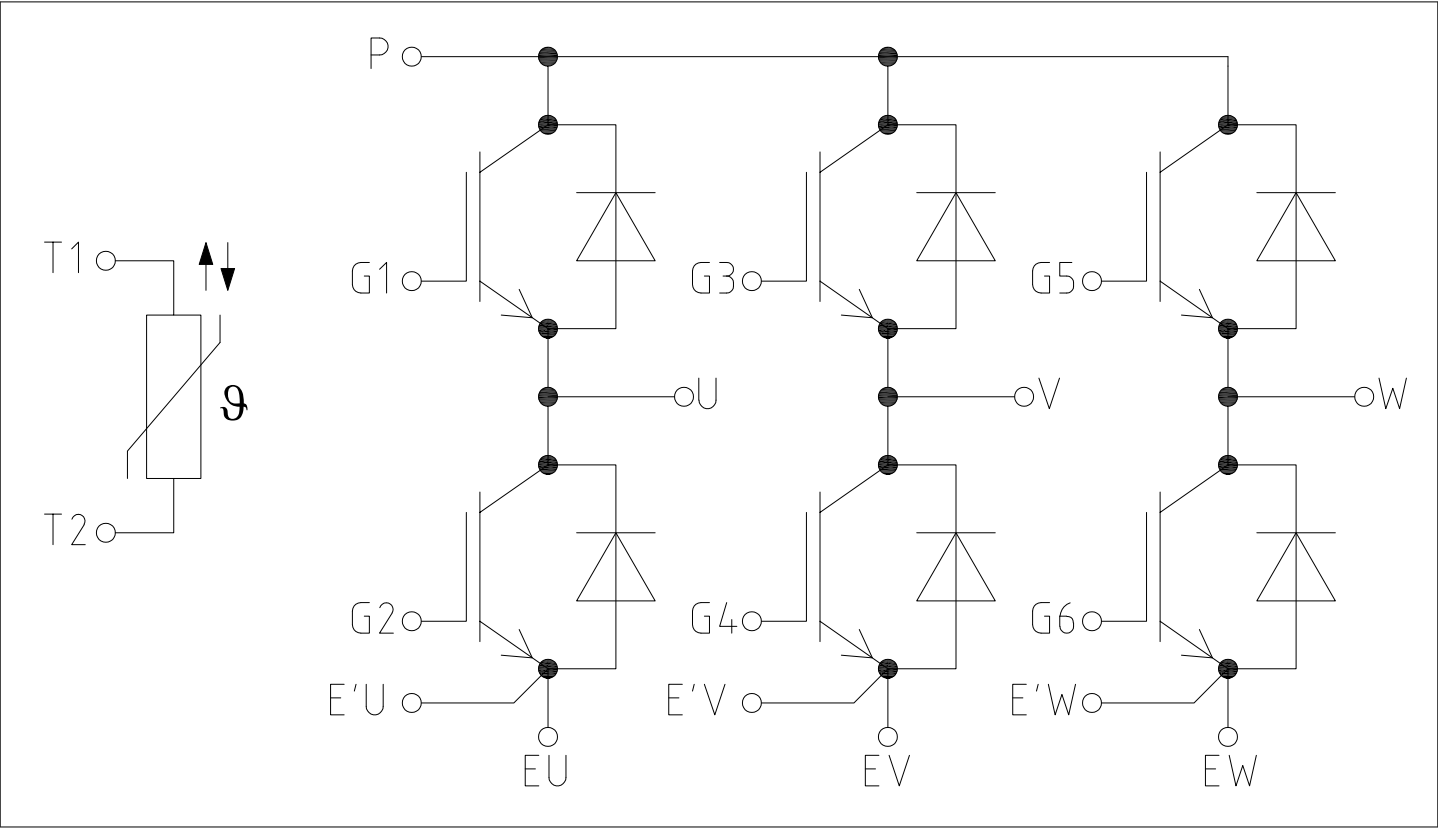 P
T1
G1 G3 G5
ϑ
U V W
T2
G2 G4 G6
E'U E'V E'W
EU EV EW